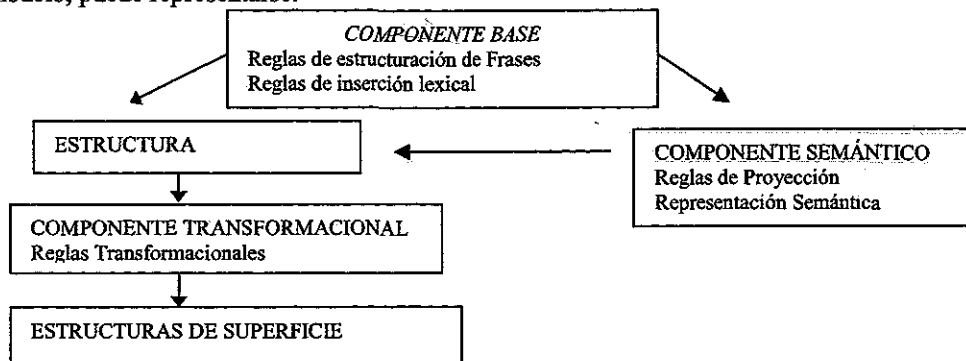 modelo, puede representarse:
COMPONENTE BASE
Reglas de estructuración de Frases
Reglas de inserción lexical
ESTRUCTURA
COMPONENTE SEMÁNTICO
Reglas de Proyección
Representación Semántica
COMPONENTE TRANSFORMACIONAL
Reglas Transformacionales
ESTRUCTURAS DE SUPERFICIE